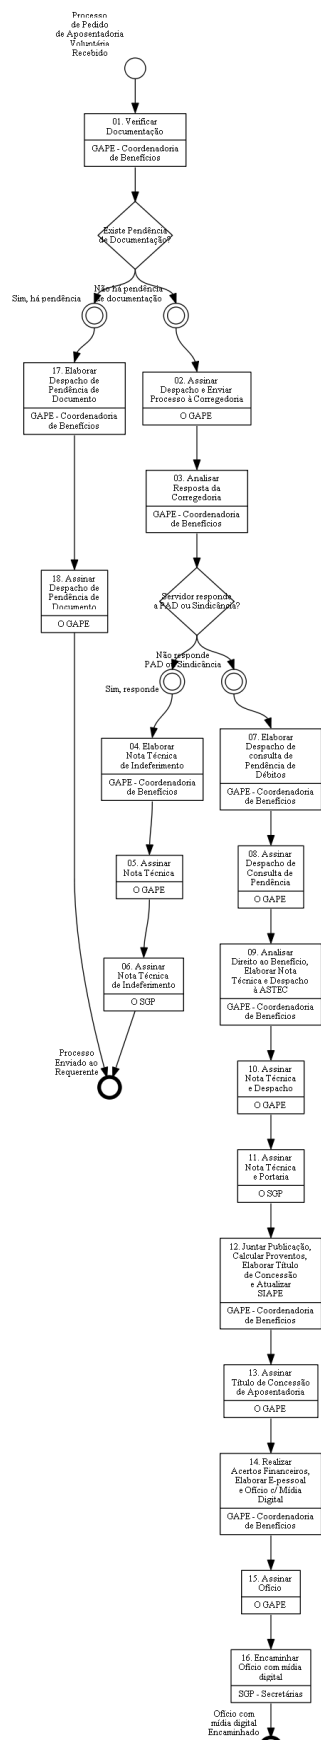 Processo
de Pedido
de Aposentadoria
Voluntária
Recebido
01. Verificar
Documentação
GAPE - Coordenadoria
de Benefícios
Existe Pendência
de Documentação?
Sim, há pendência
Não há pendência
de documentação
17. Elaborar
Despacho de
Pendência de
Documento
GAPE - Coordenadoria
de Benefícios
02. Assinar
Despacho e Enviar
Processo à Corregedoria
O GAPE
03. Analisar
Resposta da
Corregedoria
GAPE - Coordenadoria
de Benefícios
18. Assinar
Despacho de
Pendência de
Documento
O GAPE
Servidor responde
a PAD ou Sindicância?
Não responde
PAD ou Sindicância
Sim, responde
04. Elaborar
Nota Técnica
de Indeferimento
GAPE - Coordenadoria
de Benefícios
07. Elaborar
Despacho de
consulta de
Pendência de
Débitos
GAPE - Coordenadoria
de Benefícios
05. Assinar
Nota Técnica
O GAPE
08. Assinar
Despacho de
Consulta de
Pendência
O GAPE
06. Assinar
Nota Técnica
de Indeferimento
O SGP
09. Analisar
Direito ao Benefício,
Elaborar Nota
Técnica e Despacho
à ASTEC
GAPE - Coordenadoria
de Benefícios
Processo
Enviado ao
Requerente
10. Assinar
Nota Técnica
e Despacho
O GAPE
11. Assinar
Nota Técnica
e Portaria
O SGP
12. Juntar Publicação,
Calcular Proventos,
Elaborar Título
de Concessão
e Atualizar
SIAPE
GAPE - Coordenadoria
de Benefícios
13. Assinar
Título de Concessão
de Aposentadoria
O GAPE
14. Realizar
Acertos Financeiros,
Elaborar E-pessoal
e Ofício c/ Mídia
Digital
GAPE - Coordenadoria
de Benefícios
15. Assinar
Ofício
O GAPE
16. Encaminhar
Ofício com mídia
digital
SGP - Secretárias
Ofício com
mídia digital
Encaminhado